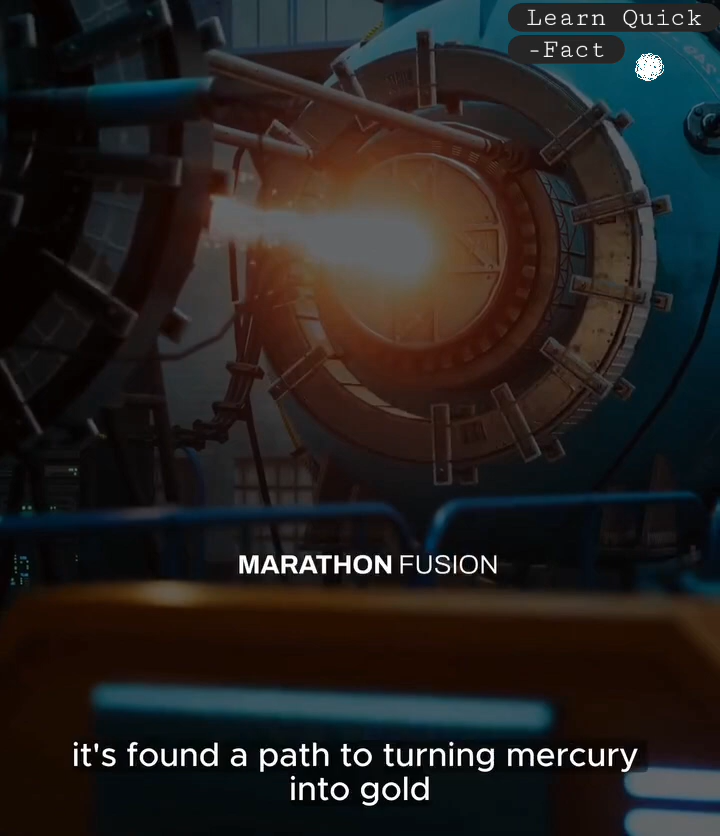 Learn Quick
-Fact
MARATHON FUSION
it's found a path to turning mercury
into gold